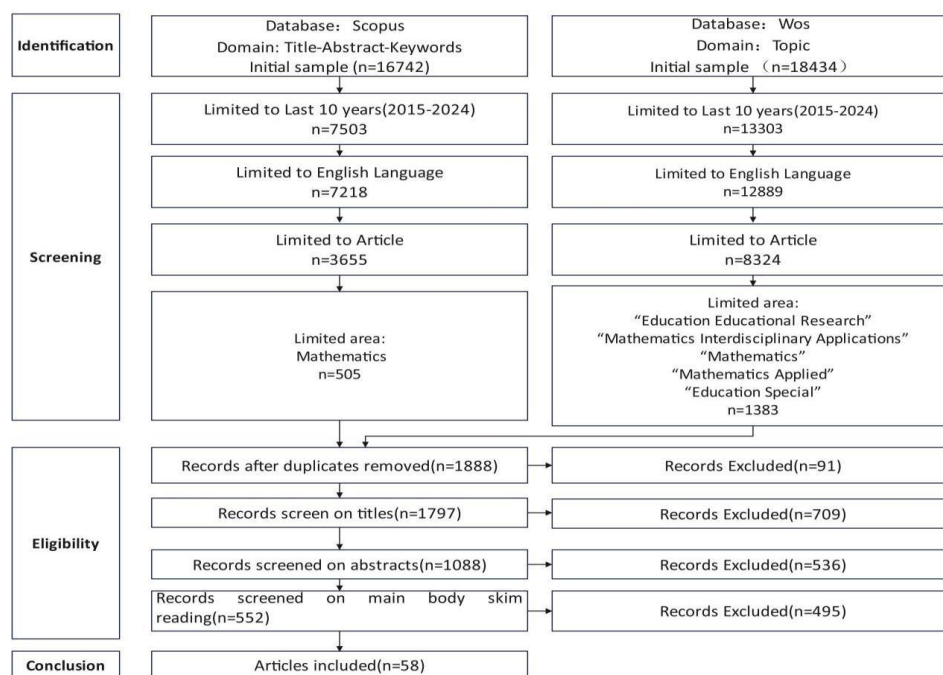 Identification
Database：Scopus
Domain: Title-Abstract-Keywords
Initial sample (n=16742)
Database：Wos
Domain：Topic
Initial sample （n=18434）
Screening
Limited to Last 10 years(2015-2024)
n=7503
Limited to Last 10 years(2015-2024)
n=13303
Limited to English Language
n=7218
Limited to English Language
n=12889
Limited to Article
n=3655
Limited to Article
n=8324
Limited area:
Mathematics
n=505
Limited area:
“Education Educational Research”
“Mathematics Interdisciplinary Applications”
“Mathematics”
“Mathematics Applied”
“Education Special”
n=1383
Eligibility
Records after duplicates removed(n=1888)
Records Excluded(n=91)
Records screen on titles(n=1797)
Records Excluded(n=709)
Records screened on abstracts(n=1088)
Records Excluded(n=536)
Records screened on main body skim
reading(n=552)
Records Excluded(n=495)
Conclusion
Articles included(n=58)